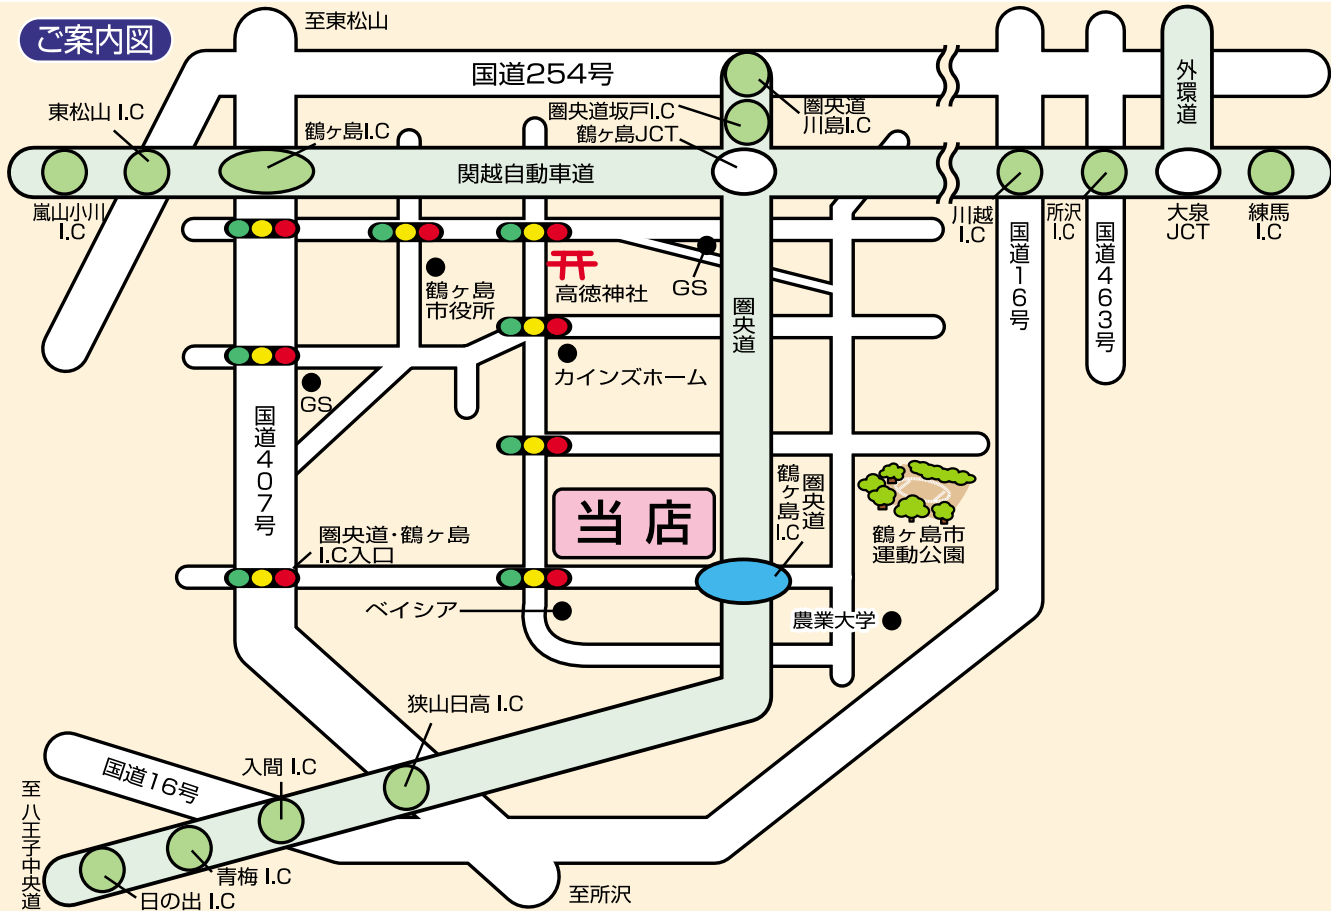 ご案内図
至東松山
国道254号
東松山 I.C
鶴ヶ島I.C
圏央道坂戸I.C
鶴ヶ島JCT
圏央道
川島I.C
外環道
関越自動車道
嵐山小川
I.C
川越
I.C
所沢
I.C
大泉
JCT
練馬
I.C
国道16号
国道463号
鶴ヶ島
市役所
高徳神社
GS
圏央道
カインズホーム
GS
国道407号
当店
圏央道
鶴ヶ島I.C
鶴ヶ島市
運動公園
圏央道・鶴ヶ島
I.C入口
ベイシア
農業大学
狭山日高 I.C
入間 I.C
国道16号
至八王子中央道
青梅 I.C
日の出 I.C
至所沢